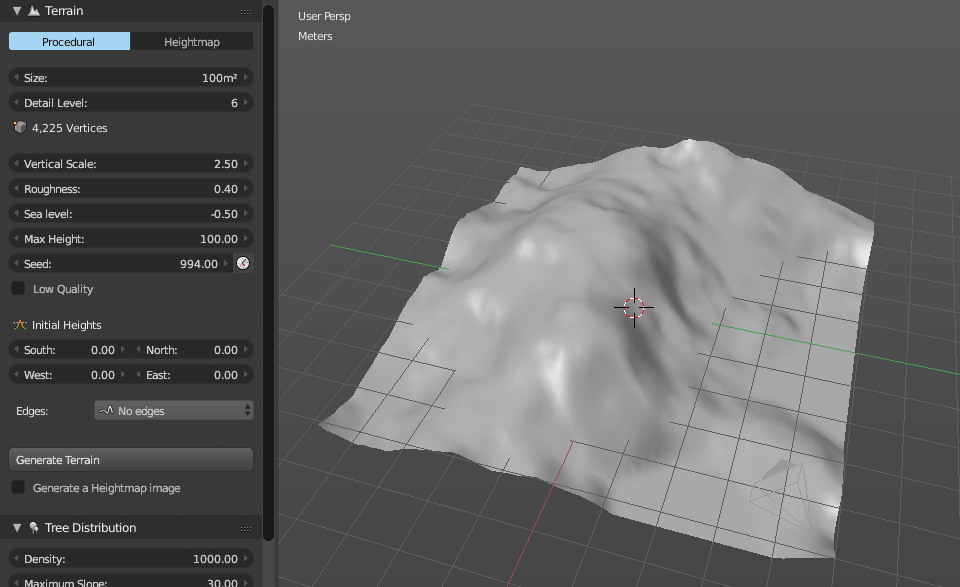 Terrain
Procedural Heightmap
Size: 100m²
Detail Level: 6
4,225 Vertices
Vertical Scale: 2.50
Roughness: 0.40
Sea level: -0.50
Max Height: 100.00
Seed: 994.00
Low Quality
Initial Heights
South: 0.00 North: 0.00
West: 0.00 East: 0.00
Edges: No edges
Generate Terrain
Generate a Heightmap image
Tree Distribution
Density: 1000.00
Maximum Slope: 30.00
User Persp
Meters